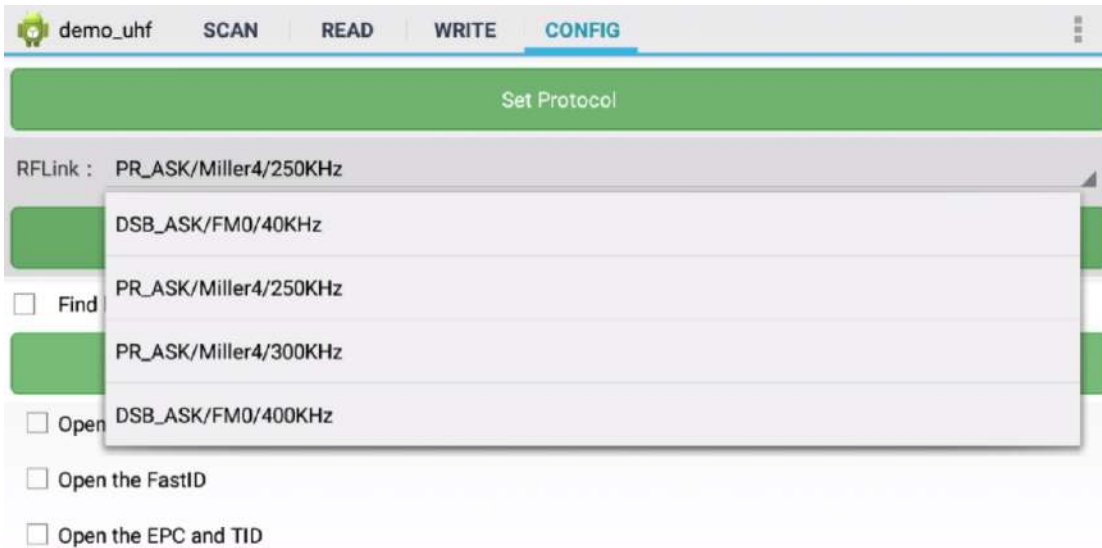 demo_uhf SCAN READ WRITE CONFIG
Set Protocol
RFLink : PR_ASK/Miller4/250KHz
DSB_ASK/FM0/40KHz
PR_ASK/Miller4/250KHz
Find
PR_ASK/Miller4/300KHz
Open
DSB_ASK/FM0/400KHz
Open the FastID
Open the EPC and TID